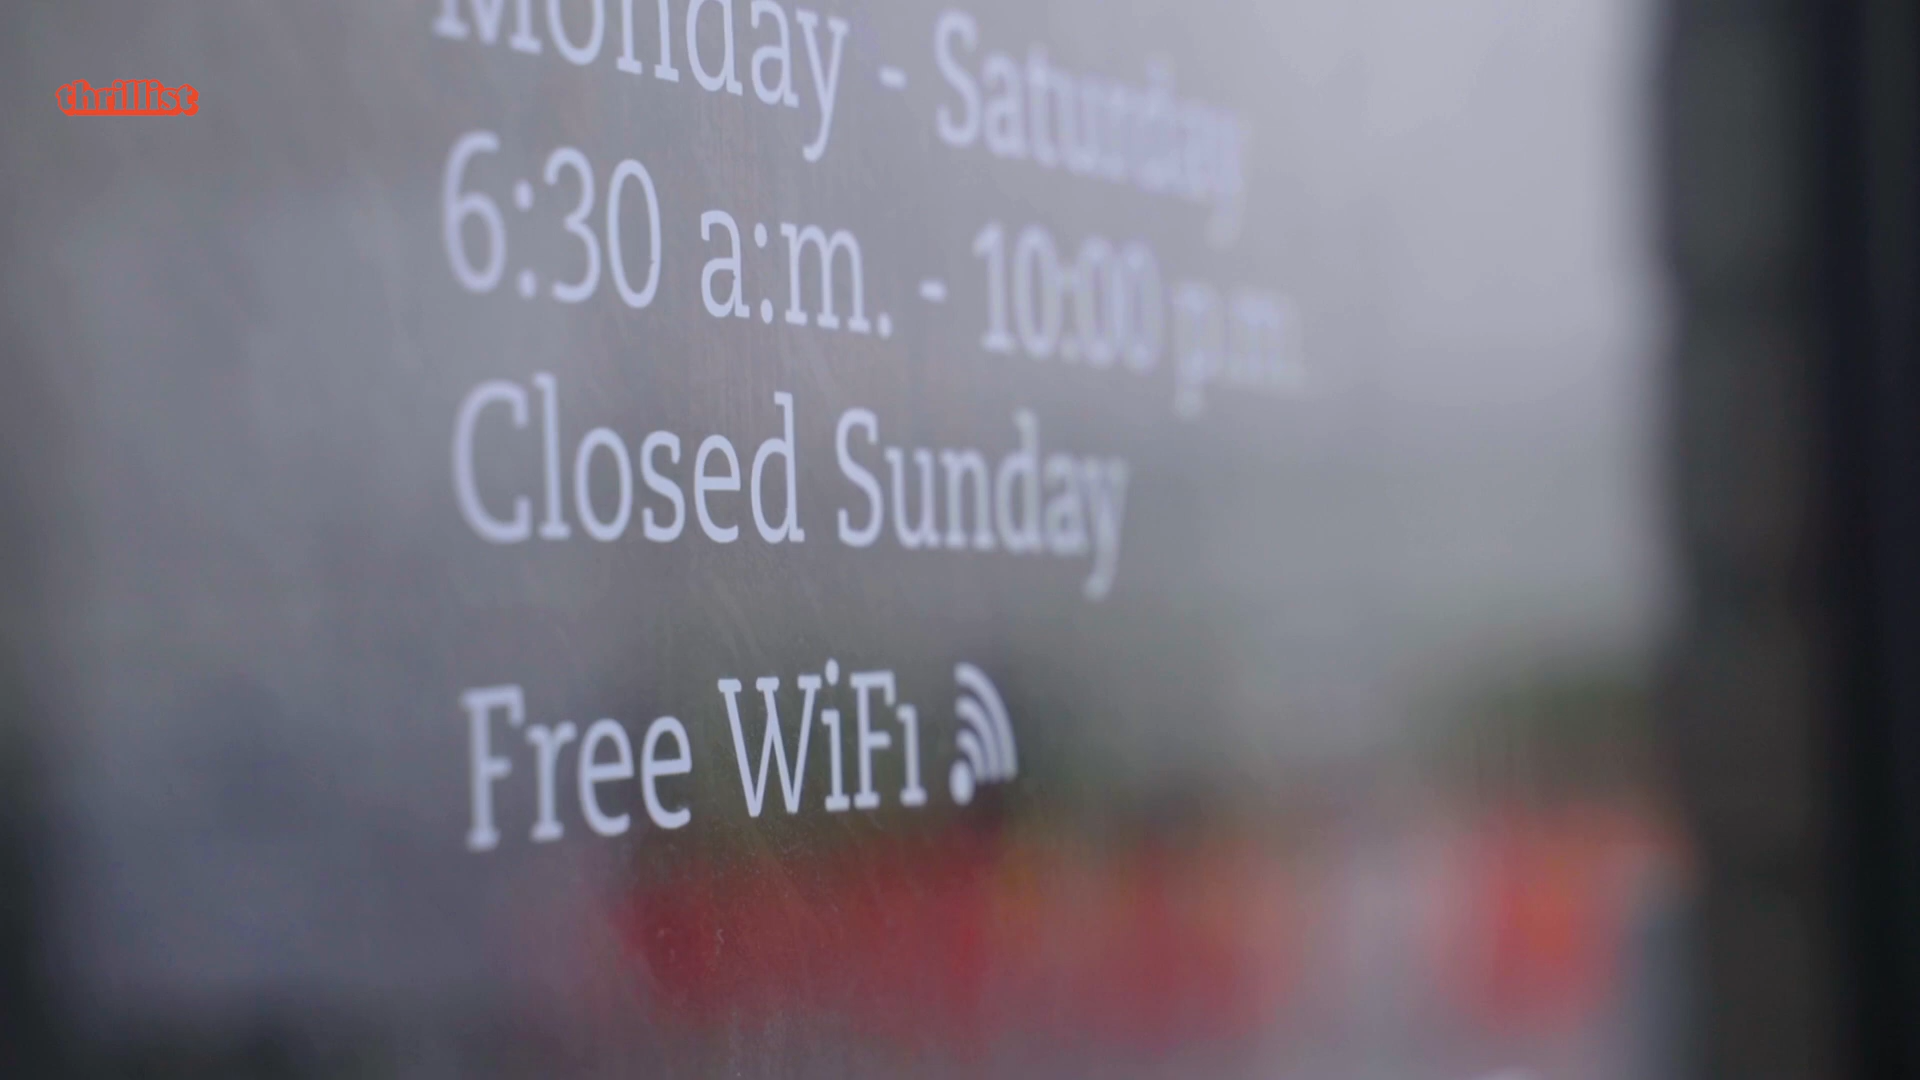 thrillist
Monday - Saturday
6:30 a:m. - 10:00 p.m.
Closed Sunday
Free WiFi